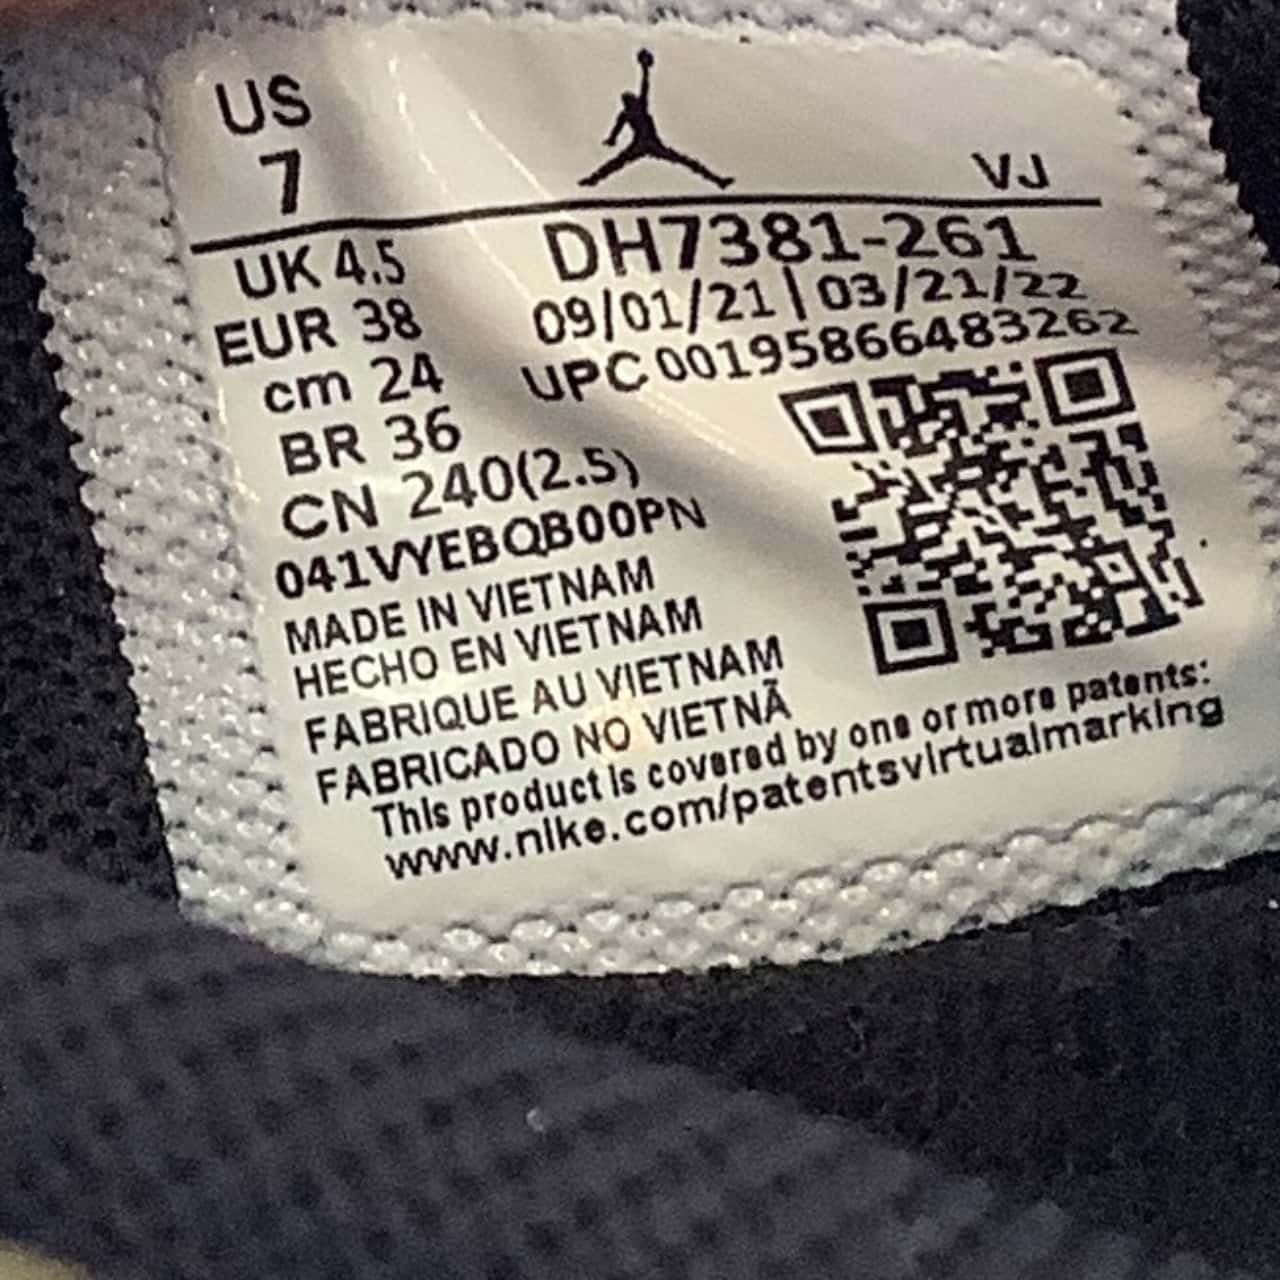 US
7
VJ
UK 4.5
EUR 38
cm 24
BR 36
CN 240(2.5)
DH7381-261
09/01/21 | 03/21/22
UPC 00195866483262
041VYEBQB00PN
MADE IN VIETNAM
HECHO EN VIETNAM
FABRIQUE AU VIETNAM
FABRICADO NO VIETNÃ
This product is covered by one or more patents:
www.nike.com/patentsvirtualmarking